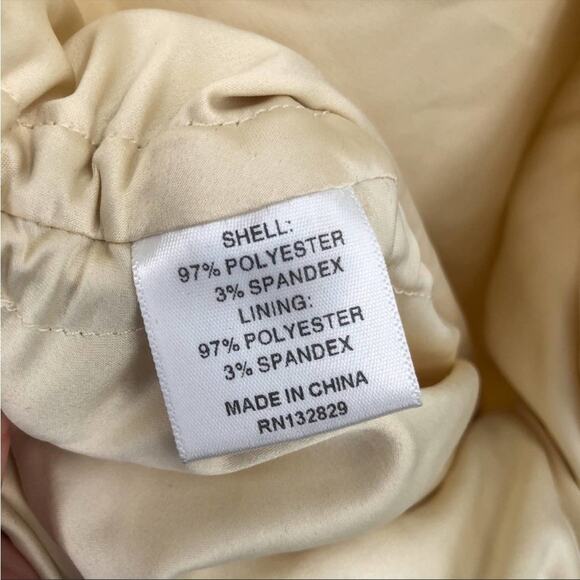 SHELL:
97% POLYESTER
3% SPANDEX
LINING:
97% POLYESTER
3% SPANDEX
MADE IN CHINA
RN132829